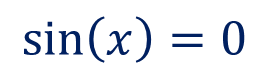 sin(x) = 0